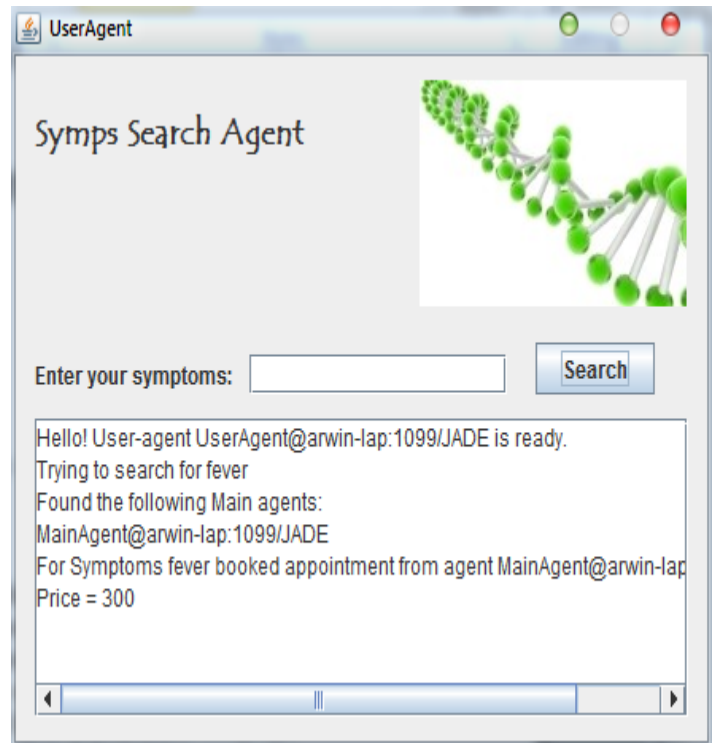 UserAgent
Symps Search Agent
Enter your symptoms:
Search
Hello! User-agent UserAgent@arwin-lap:1099/JADE is ready.
Trying to search for fever
Found the following Main agents:
MainAgent@arwin-lap:1099/JADE
For Symptoms fever booked appointment from agent MainAgent@arwin-lap
Price = 300